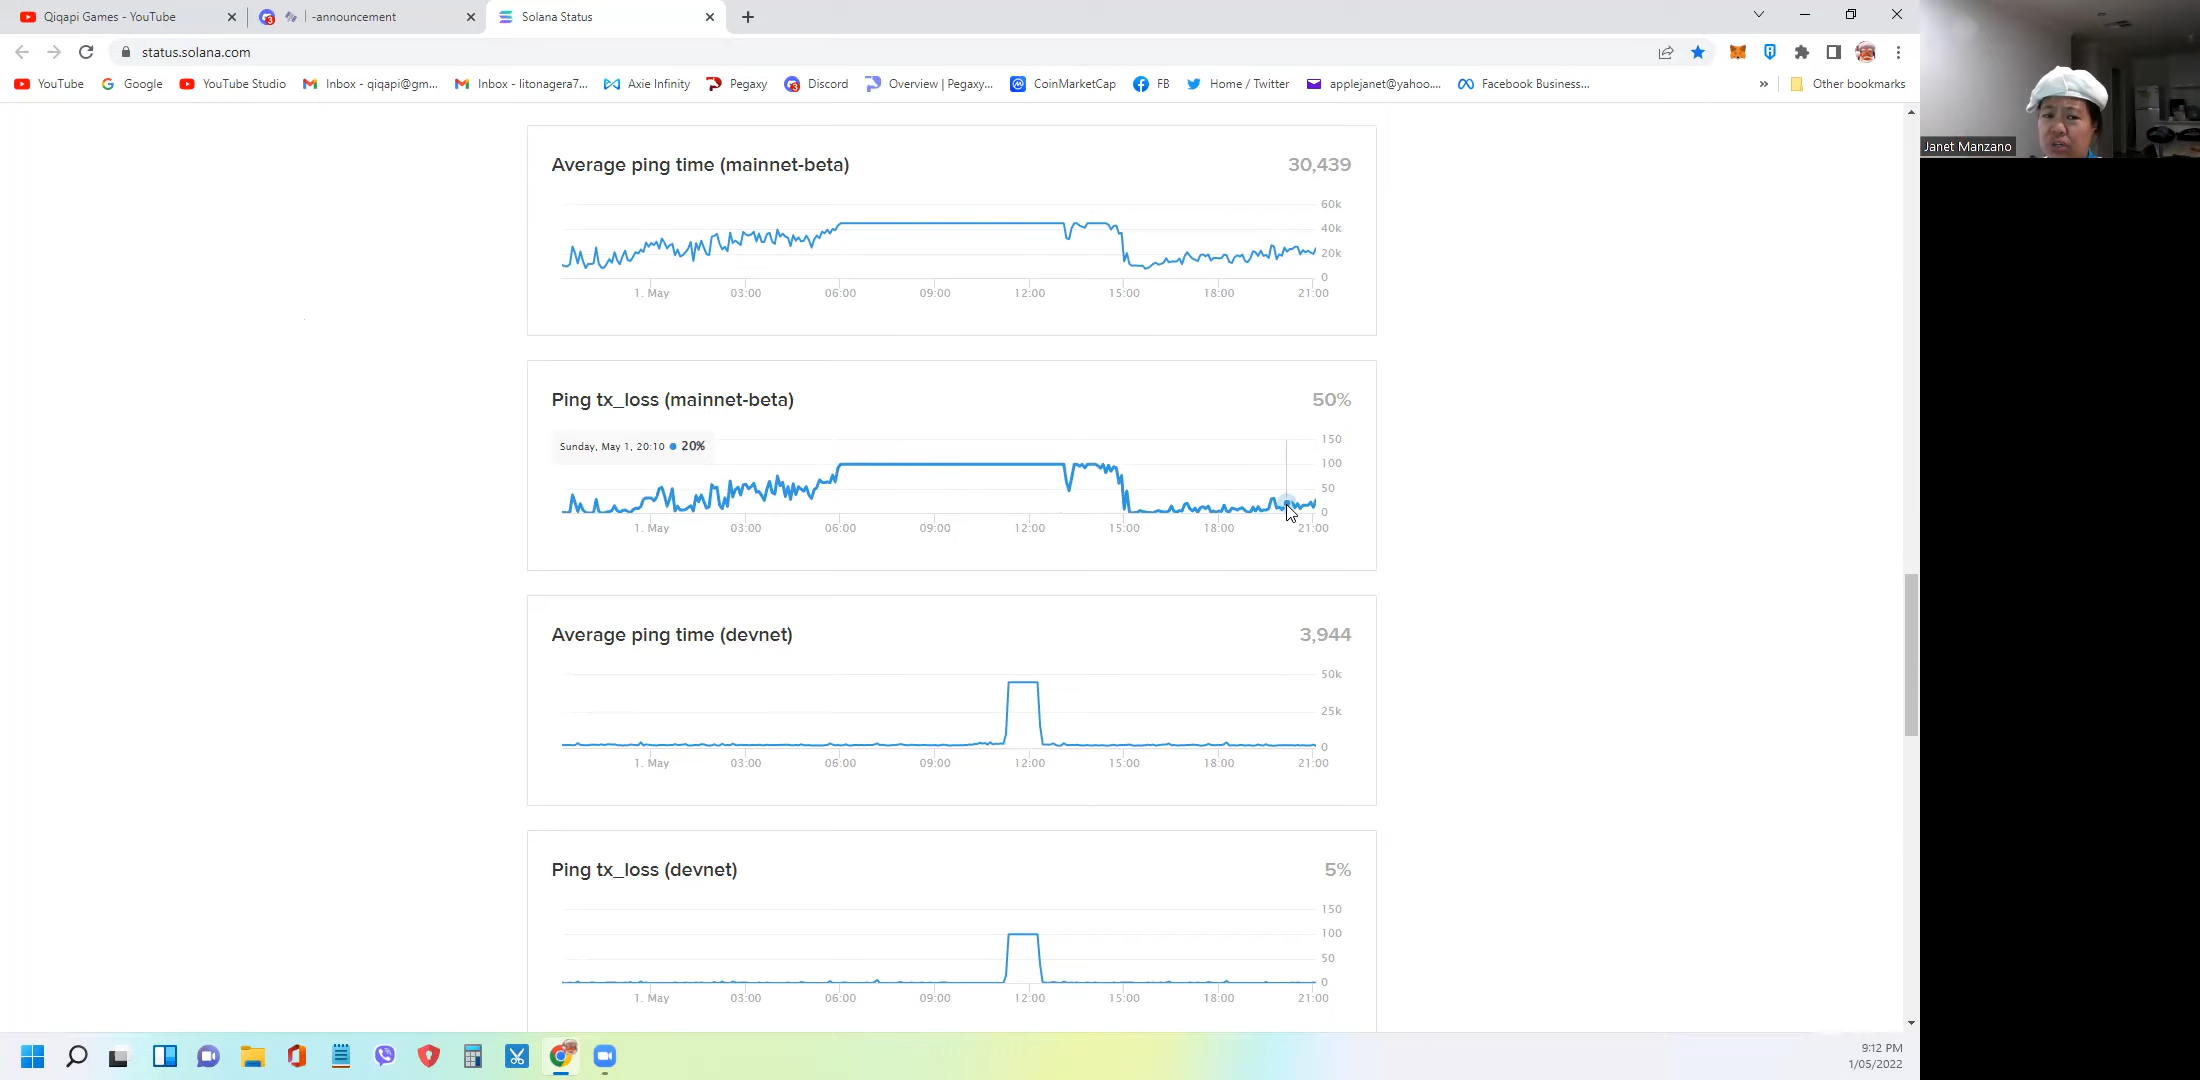 Qiqapi Games - YouTube
-announcement
Solana Status
status.solana.com
YouTube
Google
YouTube Studio
Inbox - qiqapi@gm...
Inbox - litonagera7...
Axie Infinity
Pegaxy
Discord
Overview | Pegaxy...
CoinMarketCap
FB
Home / Twitter
applejanet@yahoo....
Facebook Business...
»
Other bookmarks
Janet Manzano
Average ping time (mainnet-beta)
30,439
60k
40k
20k
0
1. May
03:00
06:00
09:00
12:00
15:00
18:00
21:00
Ping tx_loss (mainnet-beta)
50%
Sunday, May 1, 20:10 ● 20%
150
100
50
0
1. May
03:00
06:00
09:00
12:00
15:00
18:00
21:00
Average ping time (devnet)
3,944
50k
25k
0
1. May
03:00
06:00
09:00
12:00
15:00
18:00
21:00
Ping tx_loss (devnet)
5%
150
100
50
0
1. May
03:00
06:00
09:00
12:00
15:00
18:00
21:00
9:12 PM
1/05/2022